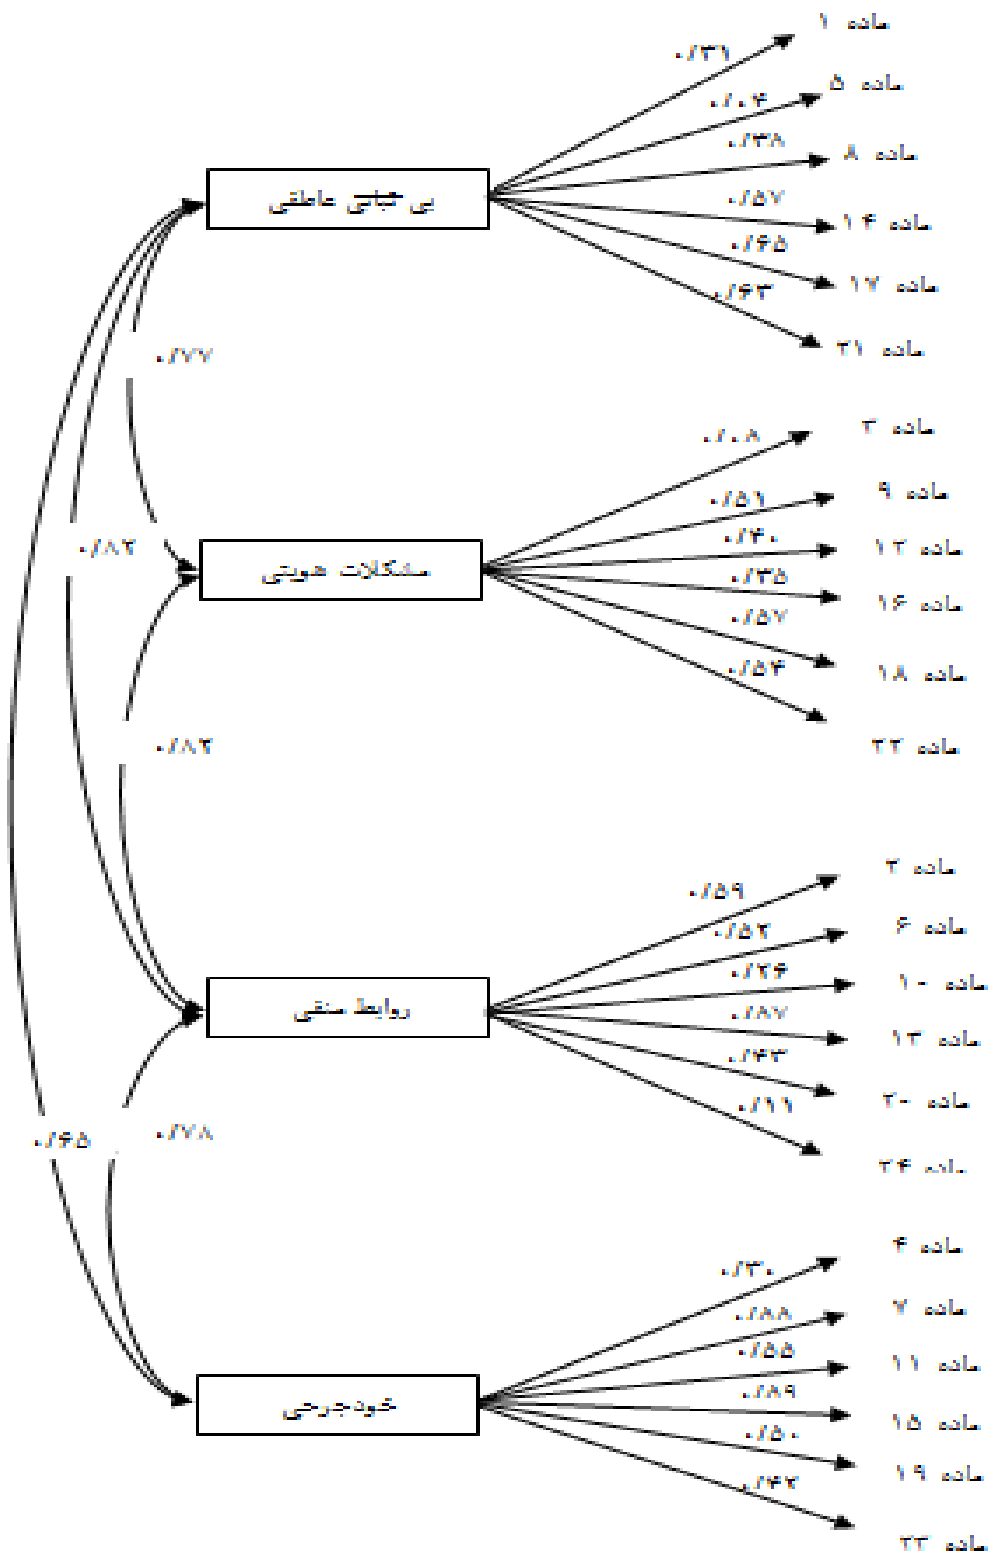 ماده ۱
۰/۳۱
ماده ۵
۰/۰۴
۰/۳۸
ماده ۸
بی ثباتی عاطفی
۰/۵۷
ماده ۱۴
۰/۶۵
ماده ۱۷
۰/۶۳
ماده ۲۱
۰/۷۷
ماده ۳
۰/۰۸
ماده ۹
۰/۵۱
۰/۴۰
ماده ۱۲
۰/۸۲
مشکلات هویتی
۰/۳۵
ماده ۱۶
۰/۵۷
ماده ۱۸
۰/۵۴
ماده ۲۲
۰/۸۲
ماده ۲
۰/۵۹
ماده ۶
۰/۵۲
۰/۲۶
ماده ۱۰
روابط منفی
۰/۸۷
ماده ۱۳
۰/۴۳
ماده ۲۰
۰/۱۱
ماده ۲۴
۰/۶۵
۰/۷۸
ماده ۴
۰/۳۰
ماده ۷
۰/۸۸
۰/۵۵
ماده ۱۱
خودجرحی
۰/۸۹
ماده ۱۵
۰/۵۰
ماده ۱۹
۰/۴۲
ماده ۲۳